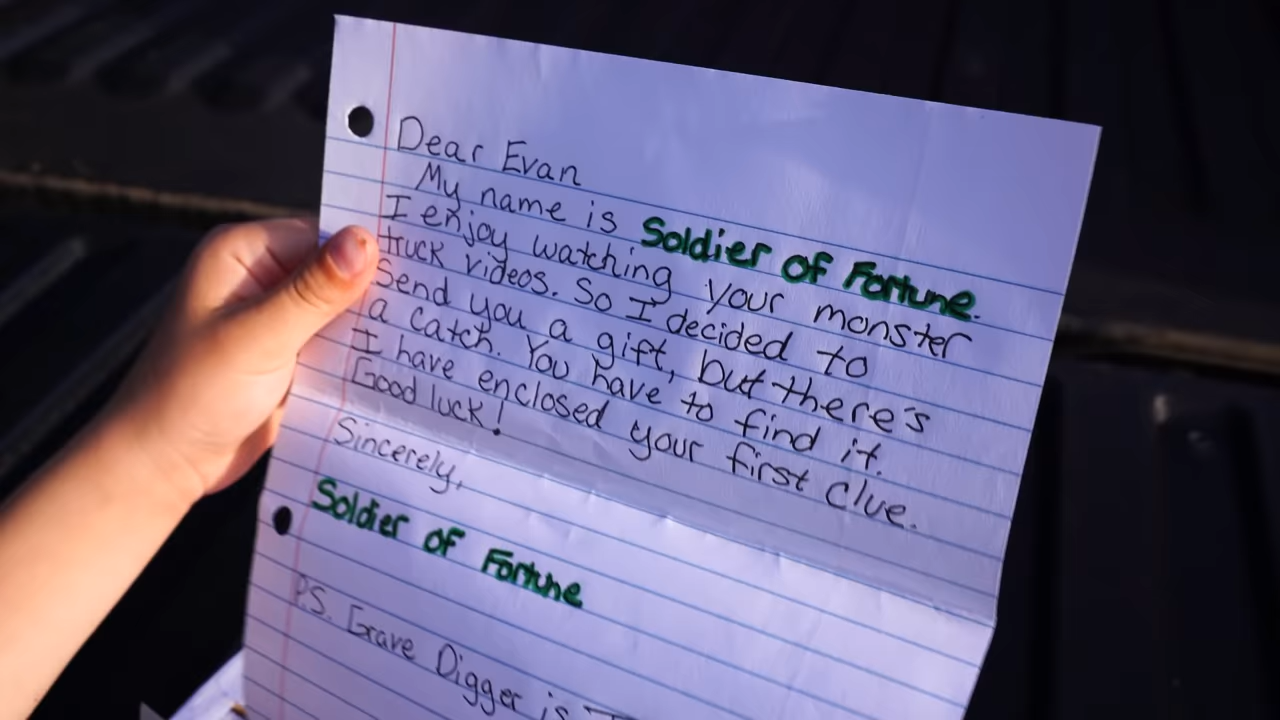 Dear Evan
My name is Soldier of Fortune.
I enjoy watching your monster
truck videos. So I decided to
Send you a gift, but there's
a catch. You have to find it.
I have enclosed your first clue.
Good luck!
Sincerely,
Soldier of Fortune
P.S. Grave Digger is